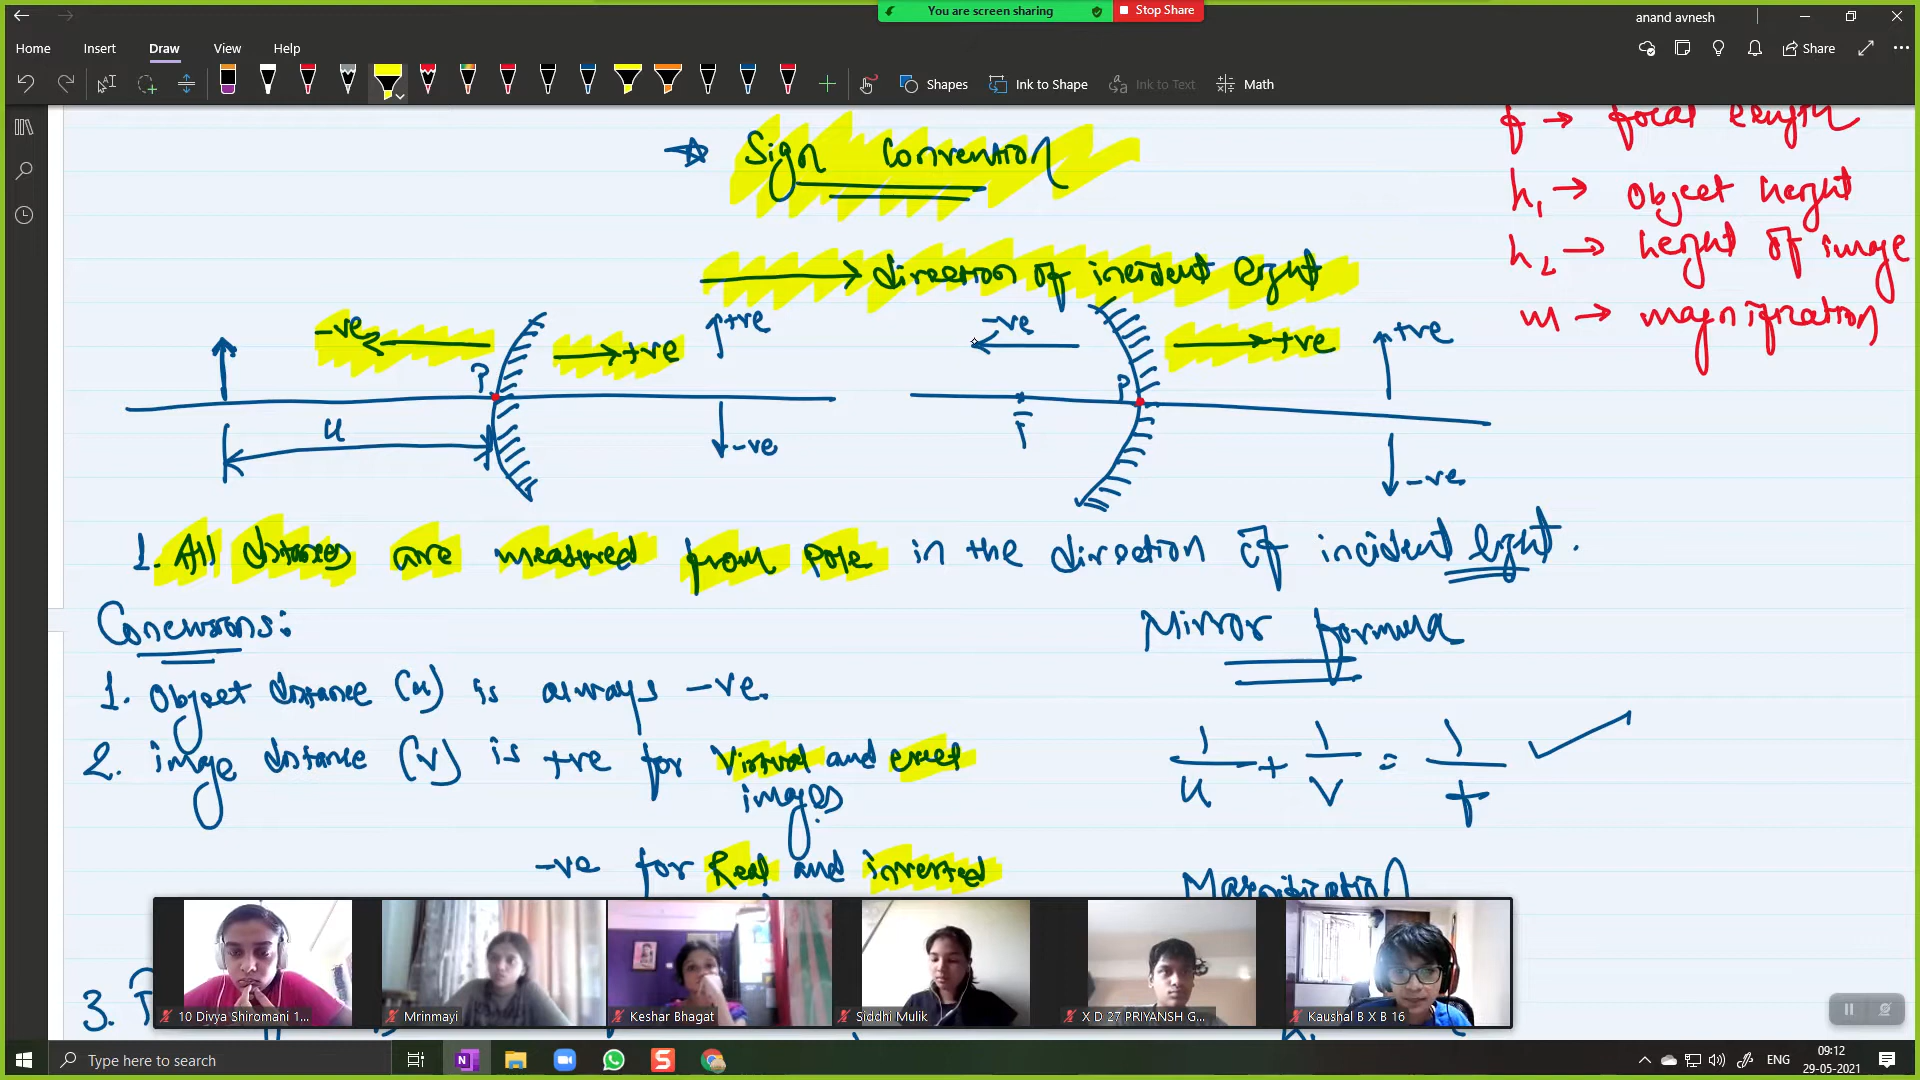 You are screen sharing
Stop Share
anand avnesh
Home Insert Draw View Help
Share
Shapes
Ink to Shape
Ink to Text
Math
Sign Convention
f → focal length
h1 → Object height
h2 → height of image
m → magnification
→ direction of incident light
-ve
→ +ve
+ve
-ve
→ +ve
+ve
P
P
u
-ve
F
-ve
1. All distances are measured from pole in the direction of incident light.
Conclusions:
Mirror formula
1. Object distance (u) is always -ve.
2. image distance (v) is +ve for Virtual and erect
images
1/u + 1/v = 1/f
-ve for Real and inverted
Magnification
3.
10 Divya Shiromani 1...
Mrinmayi
Keshar Bhagat
Siddhi Mulik
X D 27 PRIYANSH G...
Kaushal B X B 16
Type here to search
ENG
09:12
29-05-2021